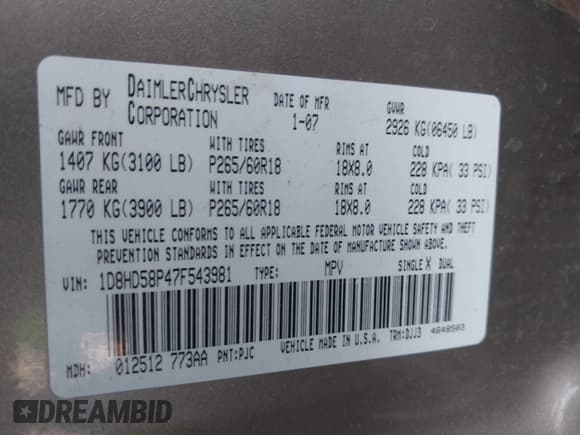 MFD BY DAIMLERCHRYSLER CORPORATION DATE OF MFR 1-07 GVWR 2926 KG(06450 LB)
GAWR FRONT WITH TIRES RIMS AT COLD
1407 KG(3100 LB) P265/60R18 18X8.0 228 KPA( 33 PSI)
GAWR REAR WITH TIRES RIMS AT COLD
1770 KG(3900 LB) P265/60R18 18X8.0 228 KPA( 33 PSI)
THIS VEHICLE CONFORMS TO ALL APPLICABLE FEDERAL MOTOR VEHICLE SAFETY AND THEFT
PREVENTION STANDARDS IN EFFECT ON THE DATE OF MANUFACTURE SHOWN ABOVE.
VIN: 1D8HD58P47F543981 TYPE: MPV SINGLE X DUAL
MDH: 012512 773AA PNT:PJC VEHICLE MADE IN U.S.A. TRM:DJJ3 4648503
DREAMBID